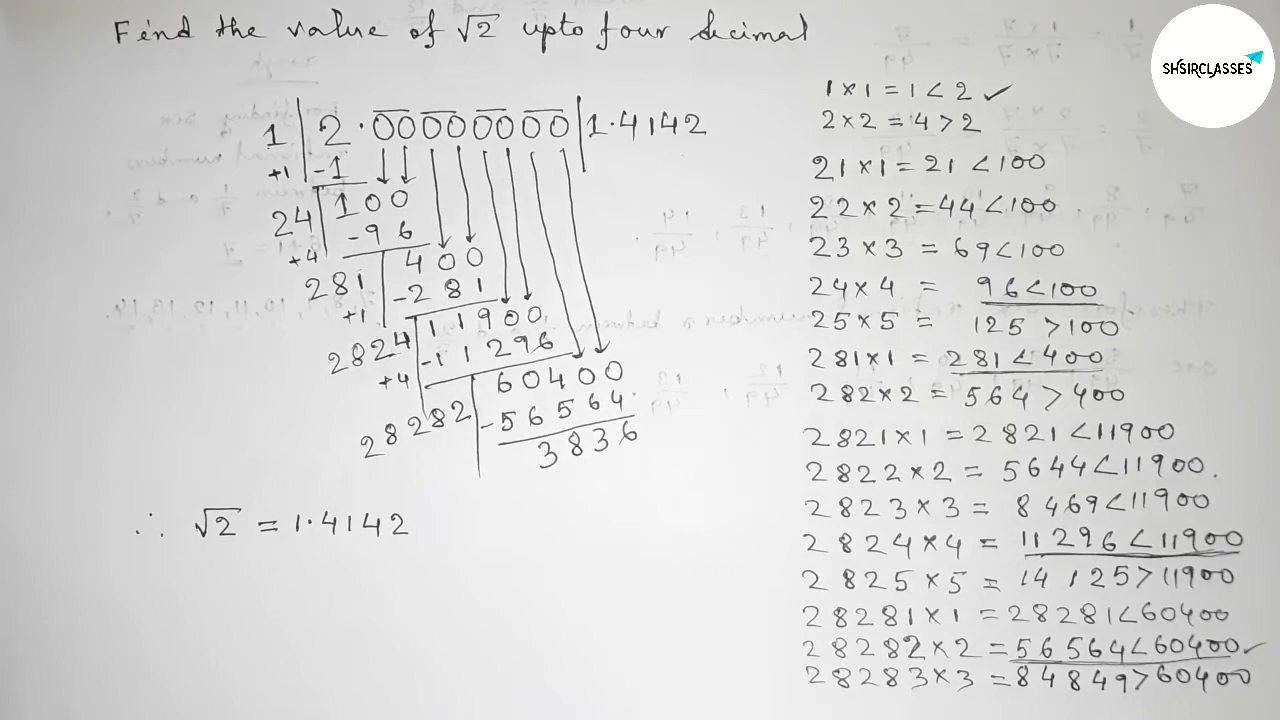 Find the value of √2 upto four decimal
SHSIRCLASSES
1 | 2.00000000 | 1.4142
+1 -1
24 | 100
+4 -96
281 | 400
+1 -281
2824 | 11900
+4 -11296
28282 | 60400
-56564
3836
∴ √2 = 1.4142
1×1 = 1 < 2 ✓
2×2 = 4 > 2
21×1 = 21 < 100
22×2 = 44 < 100
23×3 = 69 < 100
24×4 = 96 < 100
25×5 = 125 > 100
281×1 = 281 < 400
282×2 = 564 > 400
2821×1 = 2821 < 11900
2822×2 = 5644 < 11900.
2823×3 = 8469 < 11900
2824×4 = 11296 < 11900
2825×5 = 14125 > 11900
28281×1 = 28281 < 60400
28282×2 = 56564 < 60400 ✓
28283×3 = 84849 > 60400